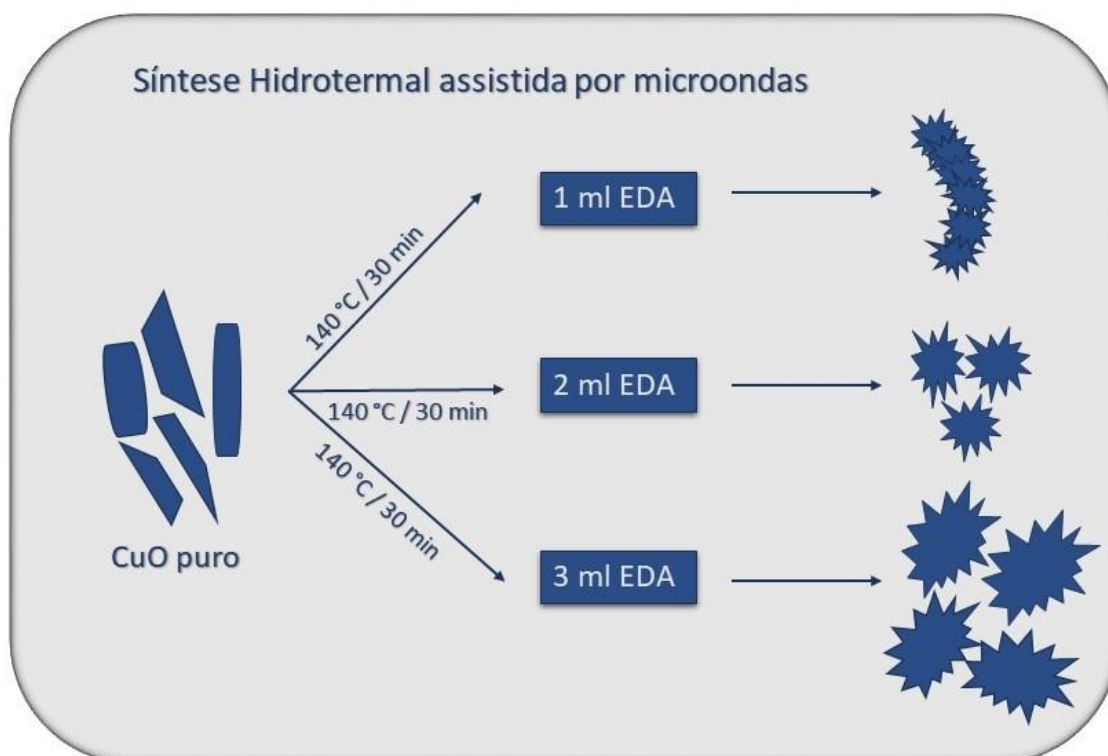 Síntese Hidrotermal assistida por microondas
1 ml EDA
140 °C / 30 min
2 ml EDA
140 °C / 30 min
140 °C / 30 min
3 ml EDA
CuO puro